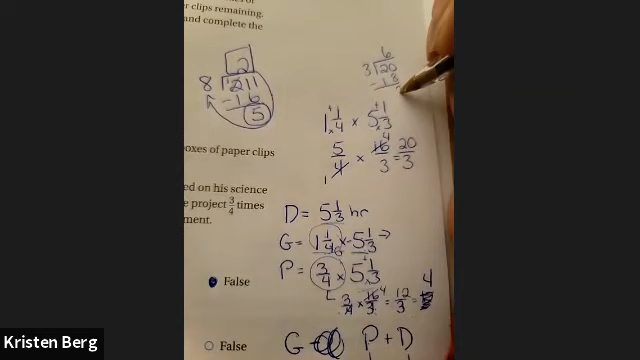 r clips remaining.
and complete the
2
8 211
-16
5
6
3 20
-18
1 1/4 × 5 1/3
5/4 × 16/3 = 20/3
4
1
oxes of paper clips
ed on his science
e project 3/4 times
ment.
D = 5 1/3 hr
G = 1 1/4 × 5 1/3 →
P = 3/4 × 5 1/3
3/4 × 16/3 = 12/3 = 4
False
False
G P + D
Kristen Berg